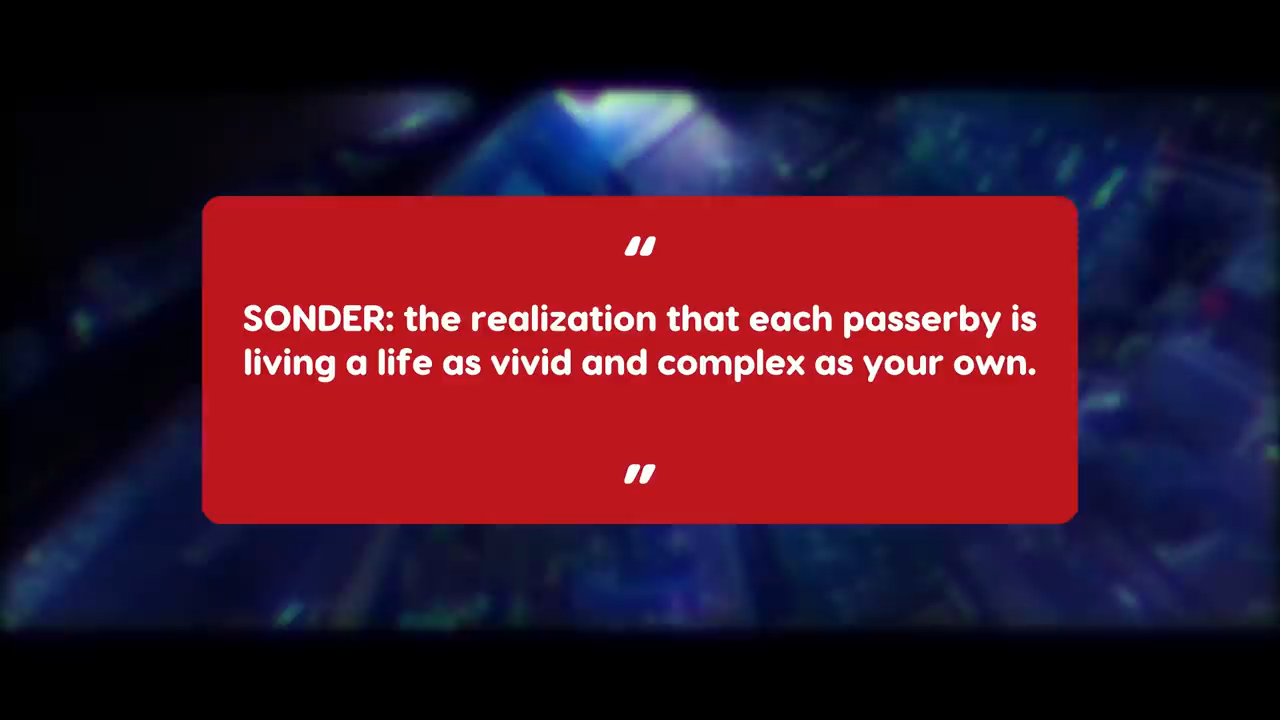 "
SONDER: the realization that each passerby is
living a life as vivid and complex as your own.
"